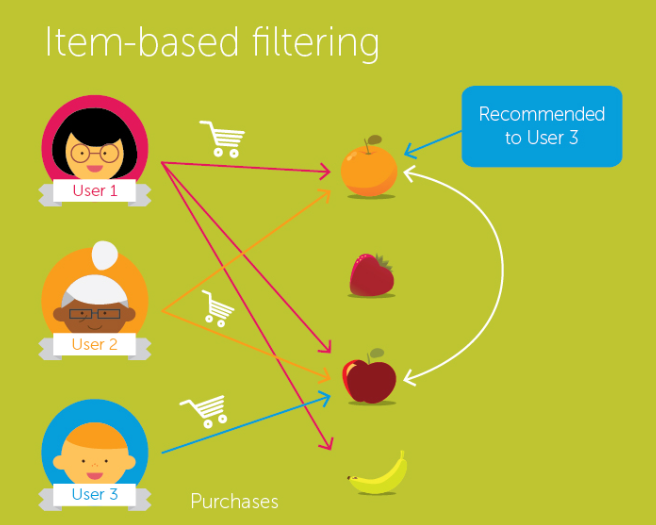 Item-based filtering
Recommended
to User 3
User 1
User 2
User 3
Purchases